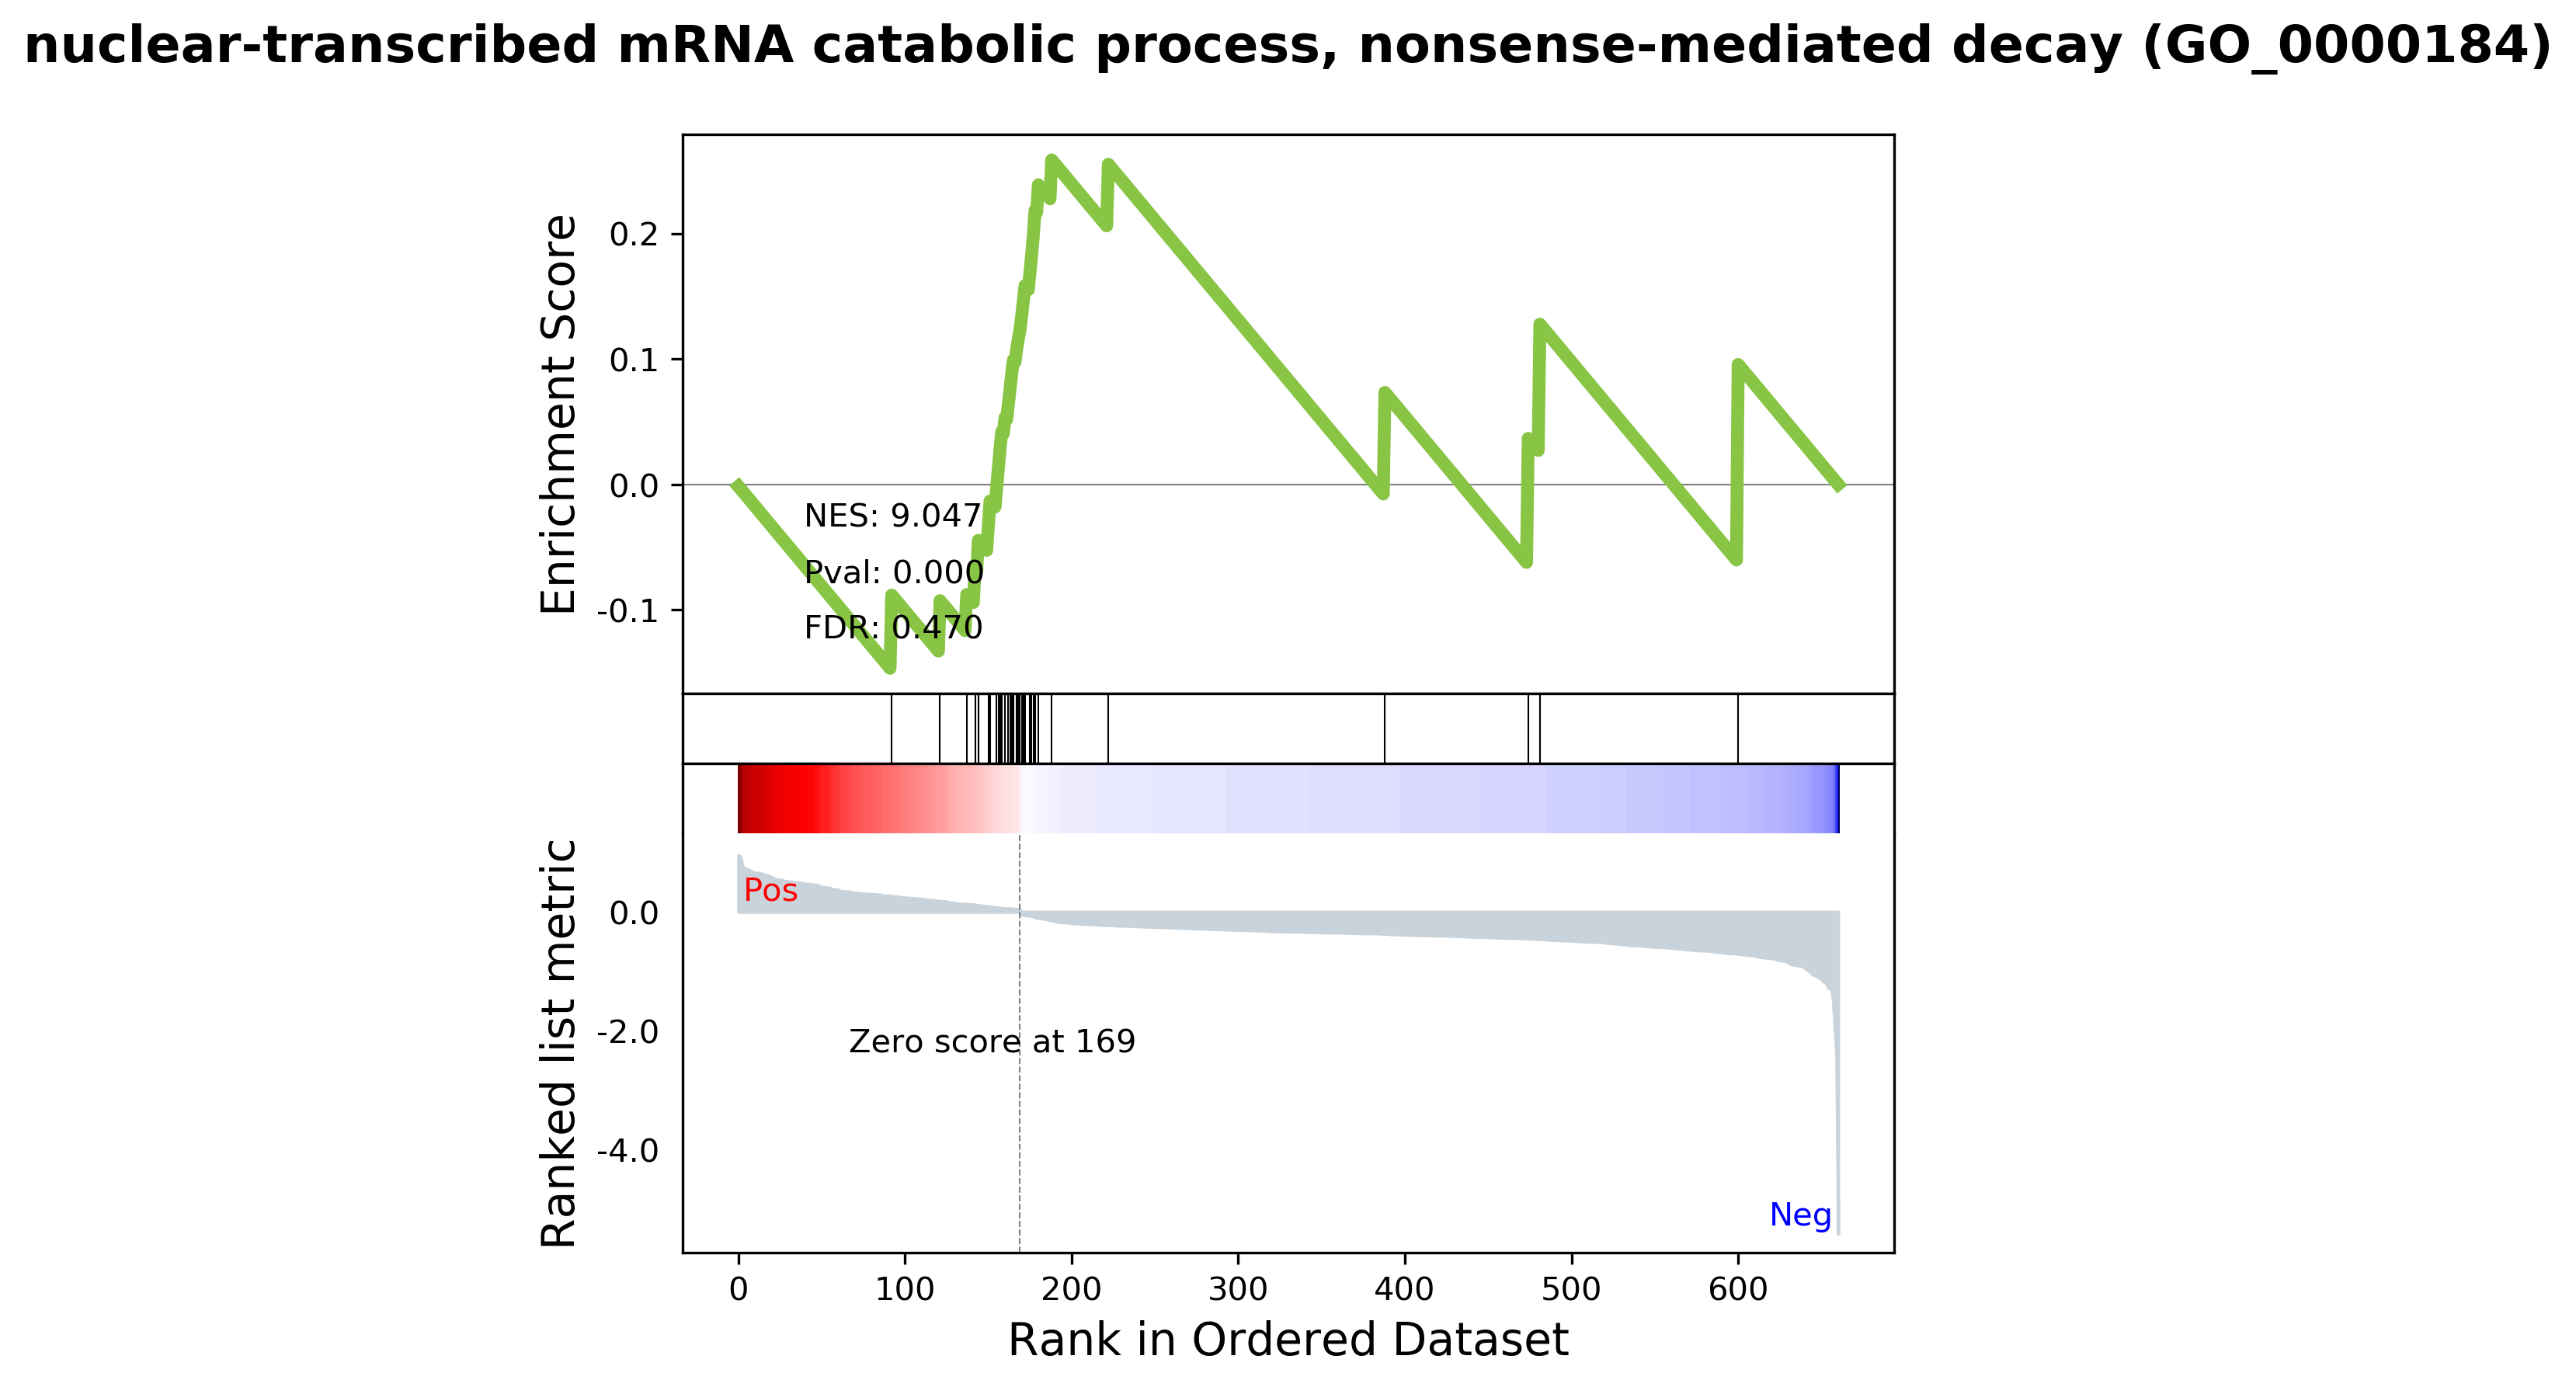 nuclear-transcribed mRNA catabolic process, nonsense-mediated decay (GO_0000184)
Enrichment Score
0.2
0.1
0.0
-0.1
NES: 9.047
Pval: 0.000
FDR: 0.470
Ranked list metric
0.0
-2.0
-4.0
Pos
Zero score at 169
Neg
0 100 200 300 400 500 600
Rank in Ordered Dataset